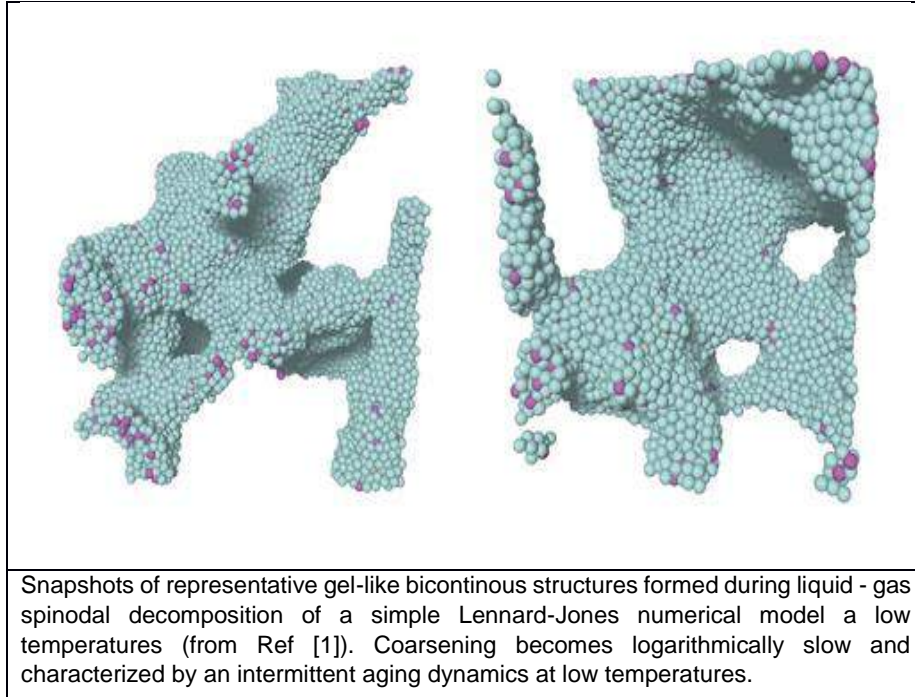 Snapshots of representative gel-like bicontinous structures formed during liquid - gas
spinodal decomposition of a simple Lennard-Jones numerical model a low
temperatures (from Ref [1]). Coarsening becomes logarithmically slow and
characterized by an intermittent aging dynamics at low temperatures.